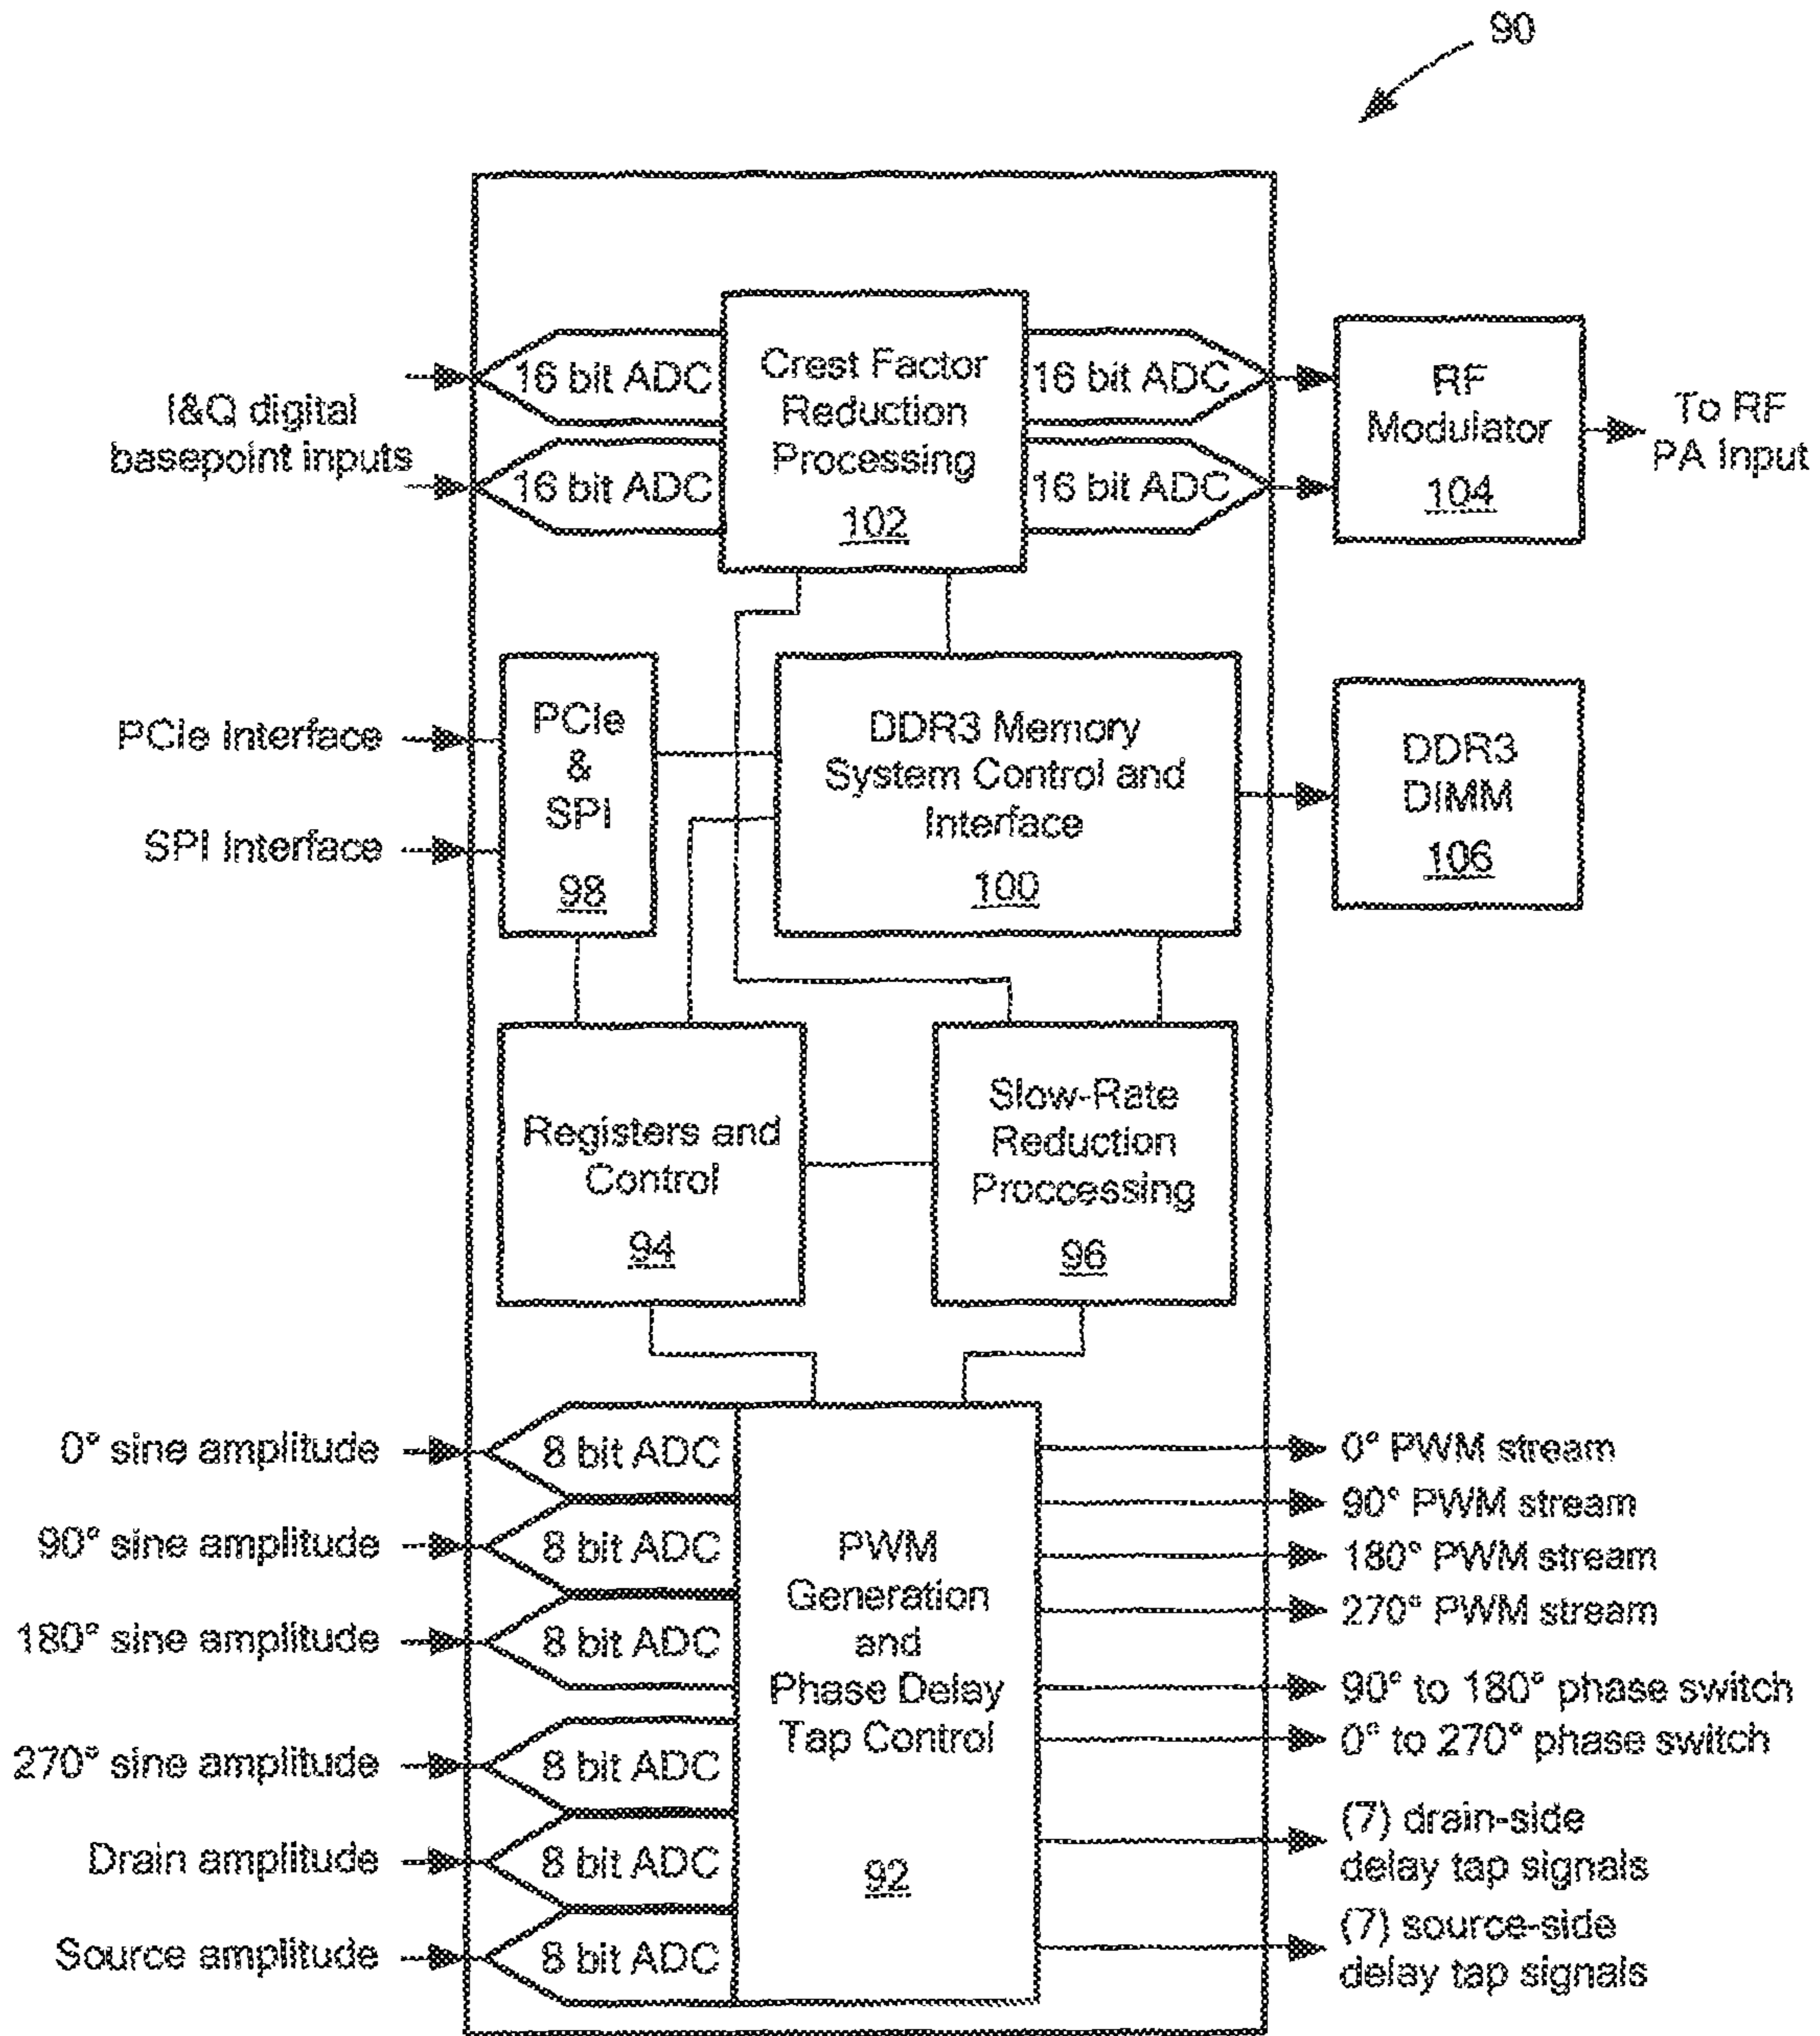 90
I&Q digital
basepoint inputs
16 bit ADC
16 bit ADC
Crest Factor
Reduction
Processing
102
16 bit ADC
16 bit ADC
RF
Modulator
104
To RF
PA Input
PCIe Interface
SPI Interface
PCIe
&
SPI
98
DDR3 Memory
System Control and
Interface
100
DDR3
DIMM
106
Registers and
Control
94
Slow-Rate
Reduction
Proccessing
96
0° sine amplitude
90° sine amplitude
180° sine amplitude
270° sine amplitude
Drain amplitude
Source amplitude
8 bit ADC
8 bit ADC
8 bit ADC
8 bit ADC
8 bit ADC
8 bit ADC
PWM
Generation
and
Phase Delay
Tap Control
92
0° PWM stream
90° PWM stream
180° PWM stream
270° PWM stream
90° to 180° phase switch
0° to 270° phase switch
(7) drain-side
delay tap signals
(7) source-side
delay tap signals